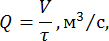 Q = V/τ, м³/с,